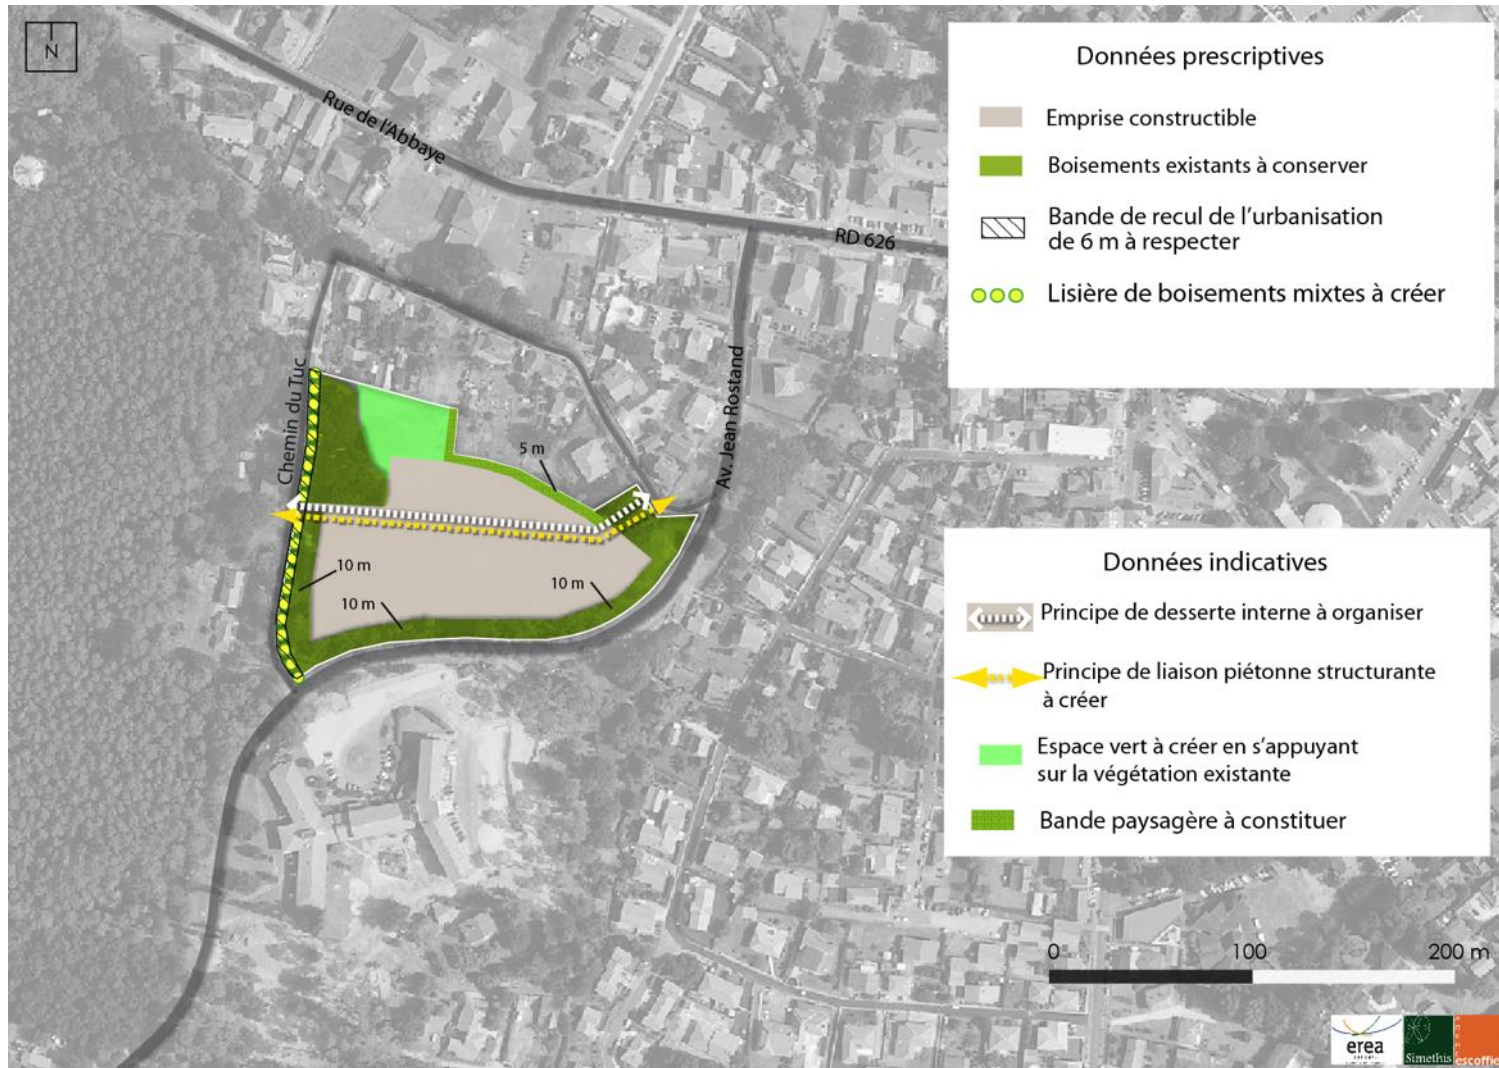 N
Rue de l'Abbaye
RD 626
Chemin du Tuc
Av. Jean Rostand
5 m
10 m
10 m
10 m
Données prescriptives
Emprise constructible
Boisements existants à conserver
Bande de recul de l'urbanisation
de 6 m à respecter
Lisière de boisements mixtes à créer
Données indicatives
Principe de desserte interne à organiser
Principe de liaison piétonne structurante
à créer
Espace vert à créer en s'appuyant
sur la végétation existante
Bande paysagère à constituer
0 100 200 m
erea
Simethis
escoffie